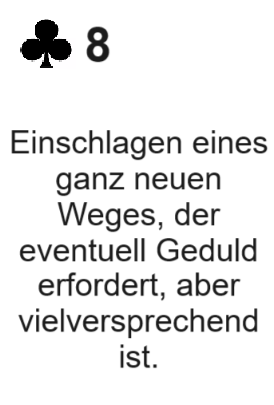 ♣ 8
Einschlagen eines
ganz neuen
Weges, der
eventuell Geduld
erfordert, aber
vielversprechend
ist.